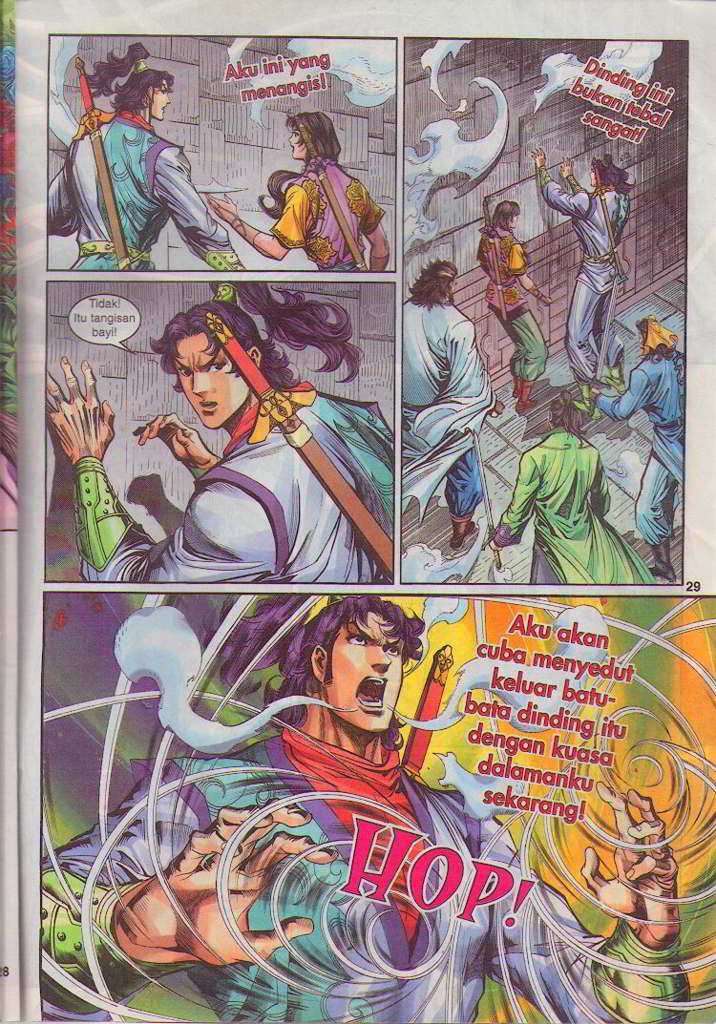 Aku ini yang
menangis!
Tidak!
Itu tangisan
bayi!
Dinding ini
bukan tebal
sangat!
29
Aku akan
cuba menyedut
keluar batu-
bata dinding itu
dengan kuasa
dalamanku
sekarang!
HOP!